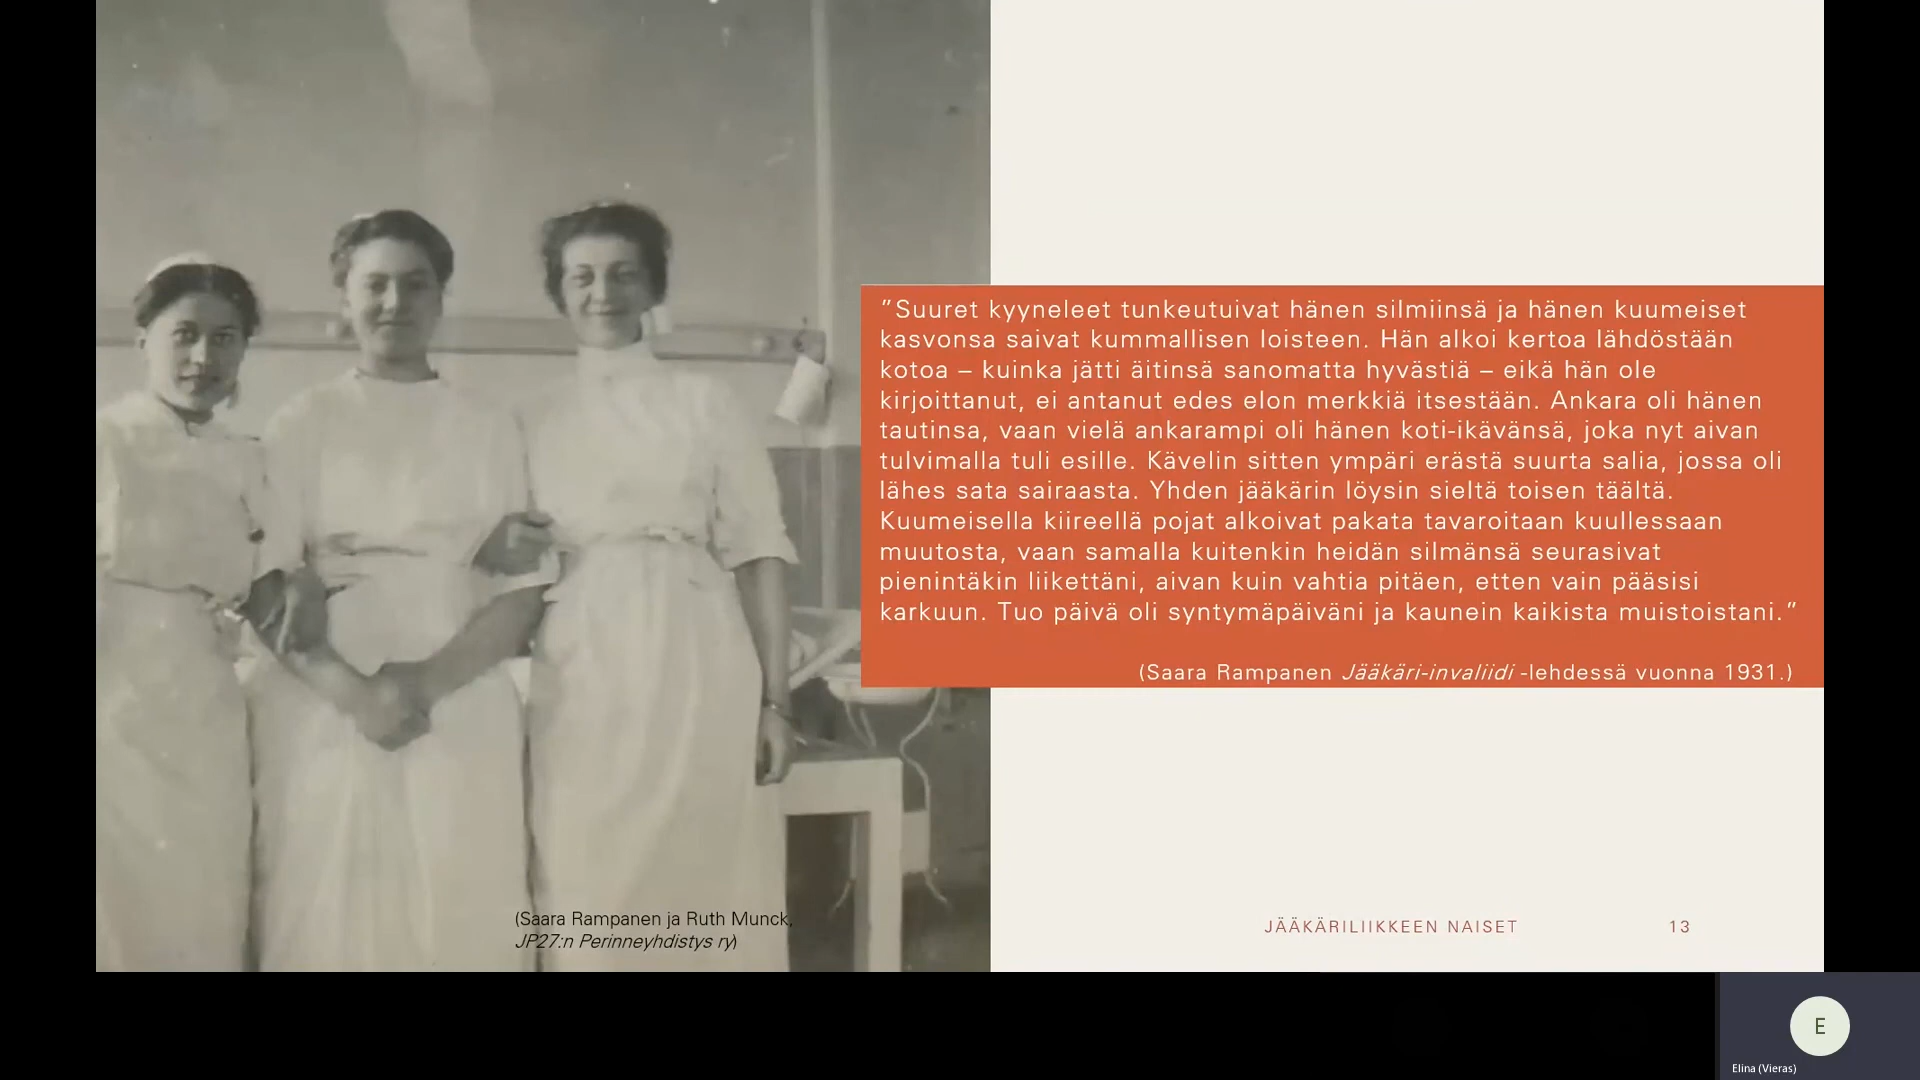 ”Suuret kyyneleet tunkeutuivat hänen silmiinsä ja hänen kuumeiset
kasvonsa saivat kummallisen loisteen. Hän alkoi kertoa lähdöstään
kotoa – kuinka jätti äitinsä sanomatta hyvästiä – eikä hän ole
kirjoittanut, ei antanut edes elon merkkiä itsestään. Ankara oli hänen
tautinsa, vaan vielä ankarampi oli hänen koti-ikävänsä, joka nyt aivan
tulvimalla tuli esille. Kävelin sitten ympäri erästä suurta salia, jossa oli
lähes sata sairaasta. Yhden jääkärin löysin sieltä toisen täältä.
Kuumeisella kiireellä pojat alkoivat pakata tavaroitaan kuullessaan
muutosta, vaan samalla kuitenkin heidän silmänsä seurasivat
pienintäkin liikettäni, aivan kuin vahtia pitäen, etten vain pääsisi
karkuun. Tuo päivä oli syntymäpäiväni ja kaunein kaikista muistoistani.”
(Saara Rampanen Jääkäri-invaliidi -lehdessä vuonna 1931.)
(Saara Rampanen ja Ruth Munck,
JP27:n Perinneyhdistys ry)
JÄÄKÄRILIIKKEEN NAISET 13
E
Elina (Vieras)